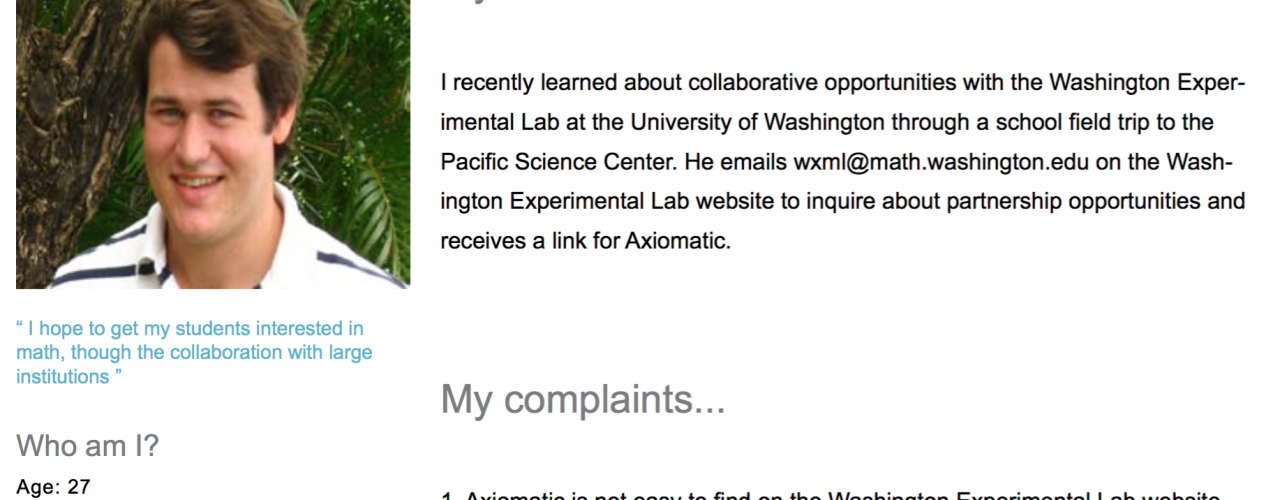 I recently learned about collaborative opportunities with the Washington Exper-
imental Lab at the University of Washington through a school field trip to the
Pacific Science Center. He emails wxml@math.washington.edu on the Wash-
ington Experimental Lab website to inquire about partnership opportunities and
receives a link for Axiomatic.
“ I hope to get my students interested in
math, though the collaboration with large
institutions ”
Who am I?
Age: 27
My complaints...
1. Axiomatic is not easy to find on the Washington Experimental Lab website